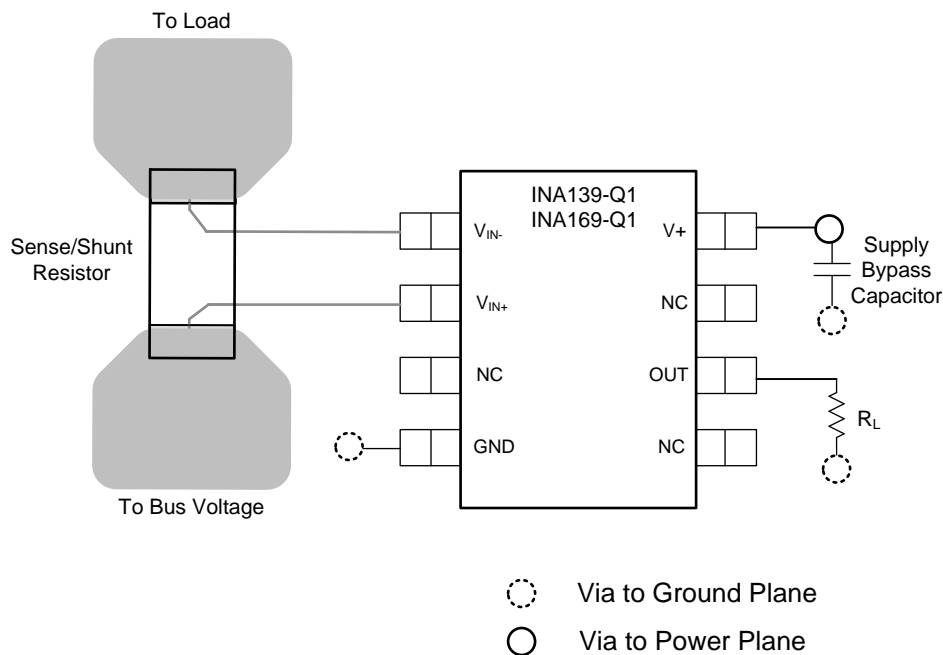 To Load
Sense/Shunt
Resistor
To Bus Voltage
INA139-Q1
INA169-Q1
VIN-
VIN+
NC
GND
V+
NC
OUT
NC
Supply
Bypass
Capacitor
RL
Via to Ground Plane
Via to Power Plane